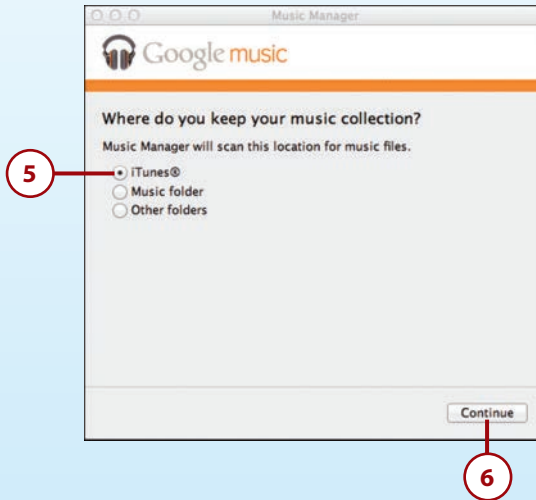 Music Manager
Google music
Where do you keep your music collection?
Music Manager will scan this location for music files.
5
iTunes®
Music folder
Other folders
Continue
6